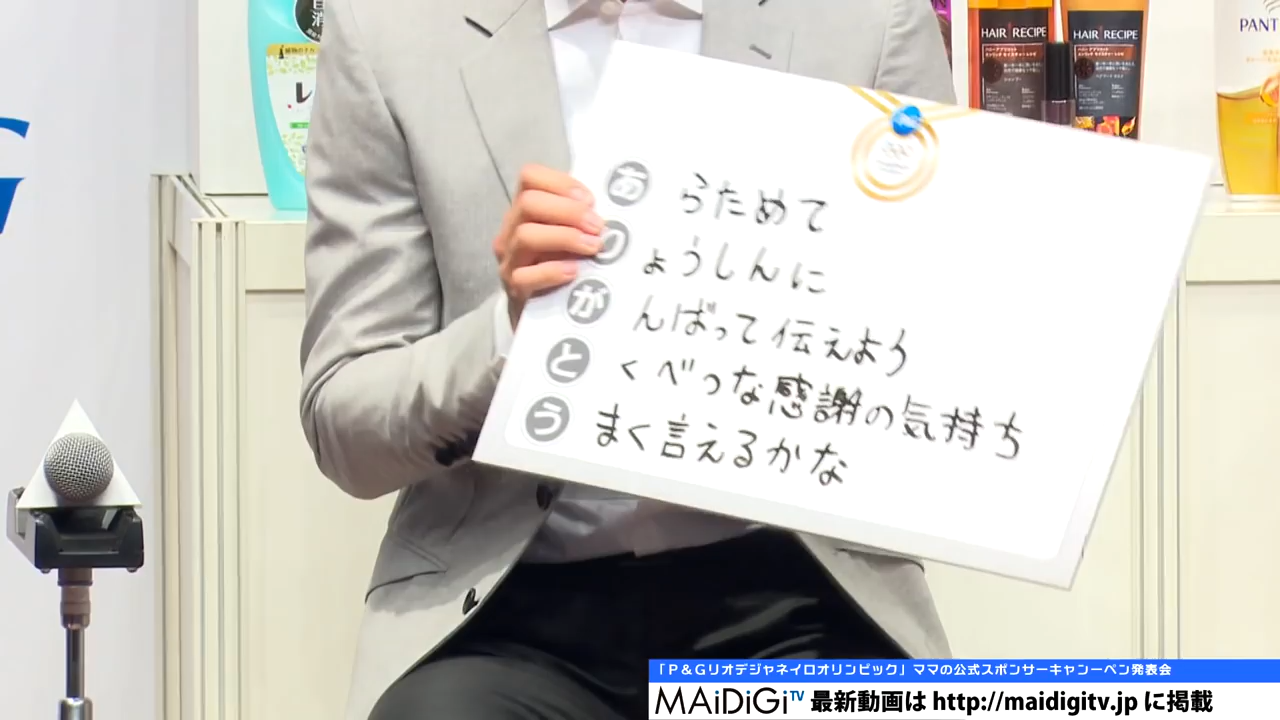 G
HAIR RECIPE
HAIR RECIPE
PANT
レ
あらためて
りょうしんに
がんばって伝えよう
とくべつな感謝の気持ち
うまく言えるかな
「P&Gリオデジャネイロオリンピック」ママの公式スポンサーキャンーペン発表会
MAiDiGiTV 最新動画は http://maidigitv.jp に掲載